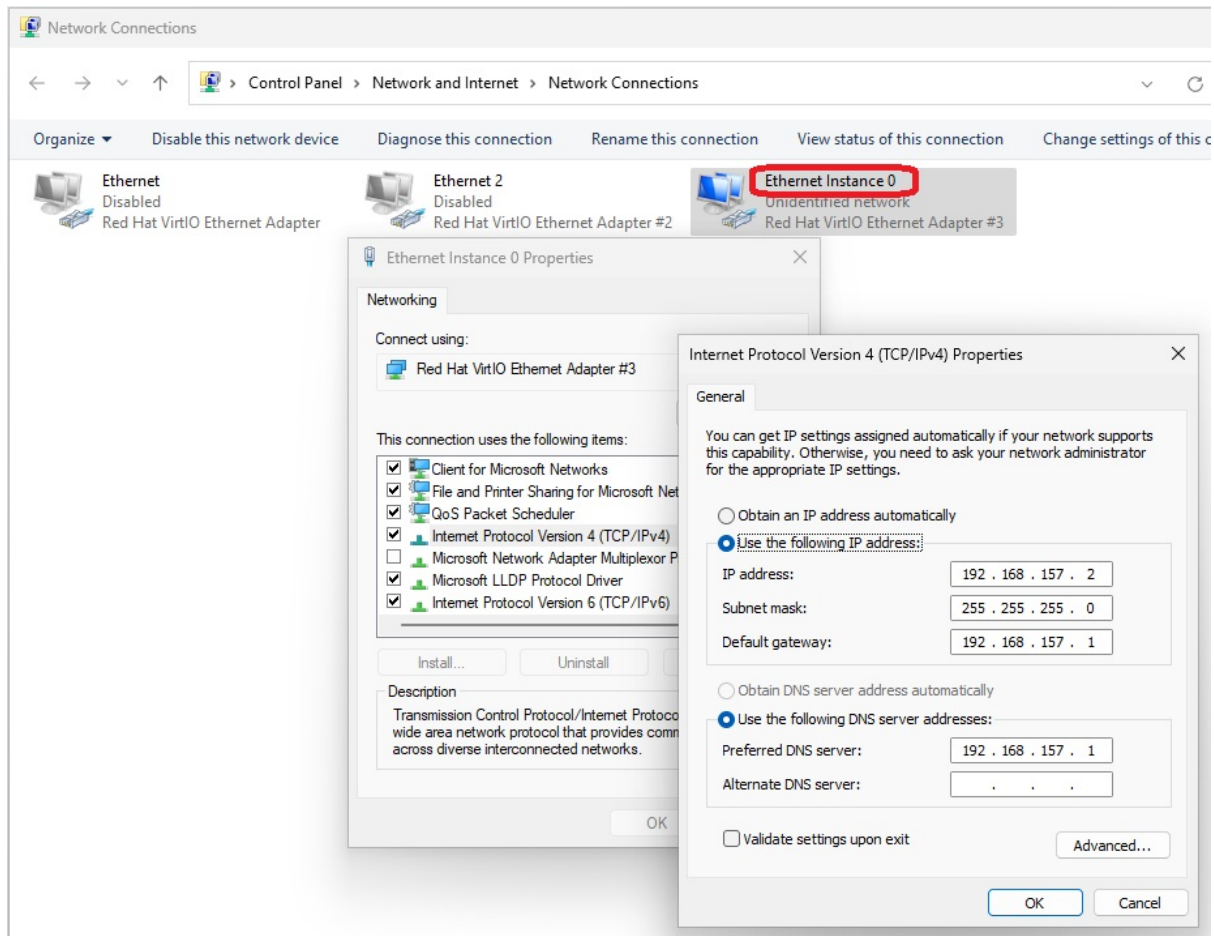 Network Connections
Control Panel > Network and Internet > Network Connections
Organize Disable this network device Diagnose this connection Rename this connection View status of this connection Change settings of this c
Ethernet
Disabled
Red Hat VirtIO Ethernet Adapter
Ethernet 2
Disabled
Red Hat VirtIO Ethernet Adapter #2
Ethernet Instance 0
Unidentified network
Red Hat VirtIO Ethernet Adapter #3
Ethernet Instance 0 Properties
Networking
Connect using:
Red Hat VirtIO Ethernet Adapter #3
This connection uses the following items:
Client for Microsoft Networks
File and Printer Sharing for Microsoft Net
QoS Packet Scheduler
Internet Protocol Version 4 (TCP/IPv4)
Microsoft Network Adapter Multiplexor P
Microsoft LLDP Protocol Driver
Internet Protocol Version 6 (TCP/IPv6)
Install... Uninstall
Description
Transmission Control Protocol/Internet Protoco
wide area network protocol that provides comm
across diverse interconnected networks.
OK
Internet Protocol Version 4 (TCP/IPv4) Properties
General
You can get IP settings assigned automatically if your network supports
this capability. Otherwise, you need to ask your network administrator
for the appropriate IP settings.
Obtain an IP address automatically
Use the following IP address:
IP address: 192 . 168 . 157 . 2
Subnet mask: 255 . 255 . 255 . 0
Default gateway: 192 . 168 . 157 . 1
Obtain DNS server address automatically
Use the following DNS server addresses:
Preferred DNS server: 192 . 168 . 157 . 1
Alternate DNS server: . . .
Validate settings upon exit
Advanced...
OK Cancel